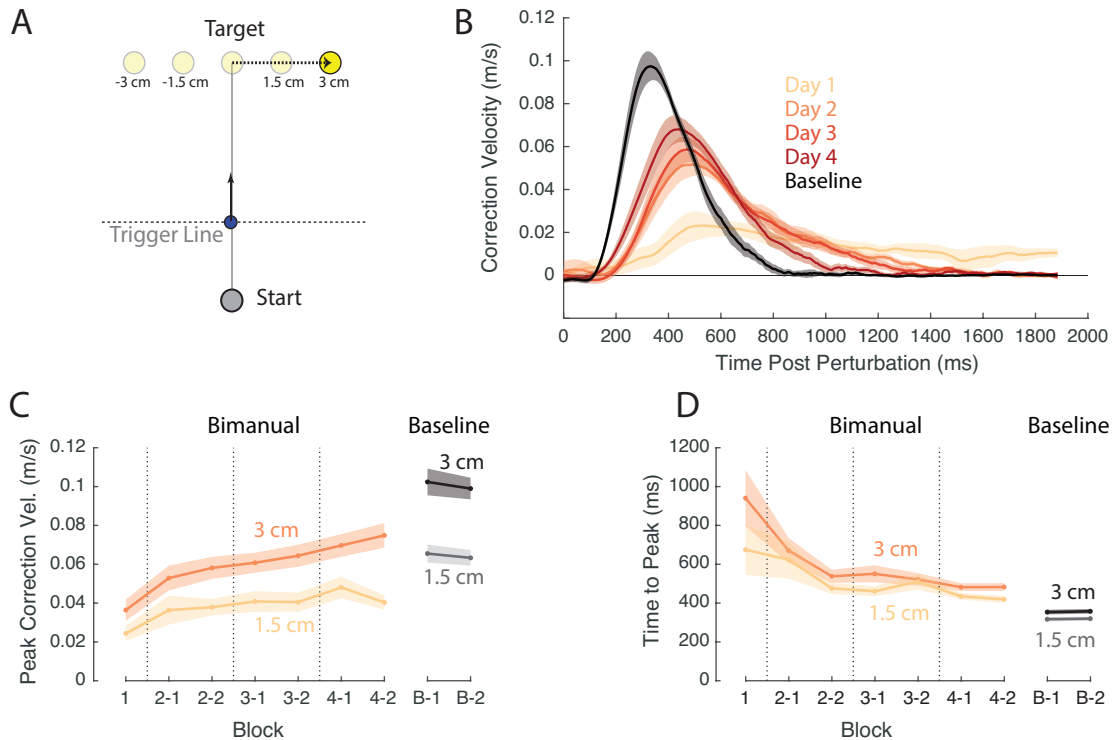 A
Target
-3 cm
-1.5 cm
1.5 cm
3 cm
Trigger Line
Start
B
Correction Velocity (m/s)
0.12
0.1
0.08
0.06
0.04
0.02
0
Day 1
Day 2
Day 3
Day 4
Baseline
0 200 400 600 800 1000 1200 1400 1600 1800 2000
Time Post Perturbation (ms)
C
Bimanual
Baseline
Peak Correction Vel. (m/s)
0.12
0.1
0.08
0.06
0.04
0.02
0
3 cm
1.5 cm
3 cm
1.5 cm
1 2-1 2-2 3-1 3-2 4-1 4-2 B-1 B-2
Block
D
Bimanual
Baseline
Time to Peak (ms)
1200
1000
800
600
400
200
0
3 cm
1.5 cm
3 cm
1.5 cm
1 2-1 2-2 3-1 3-2 4-1 4-2 B-1 B-2
Block